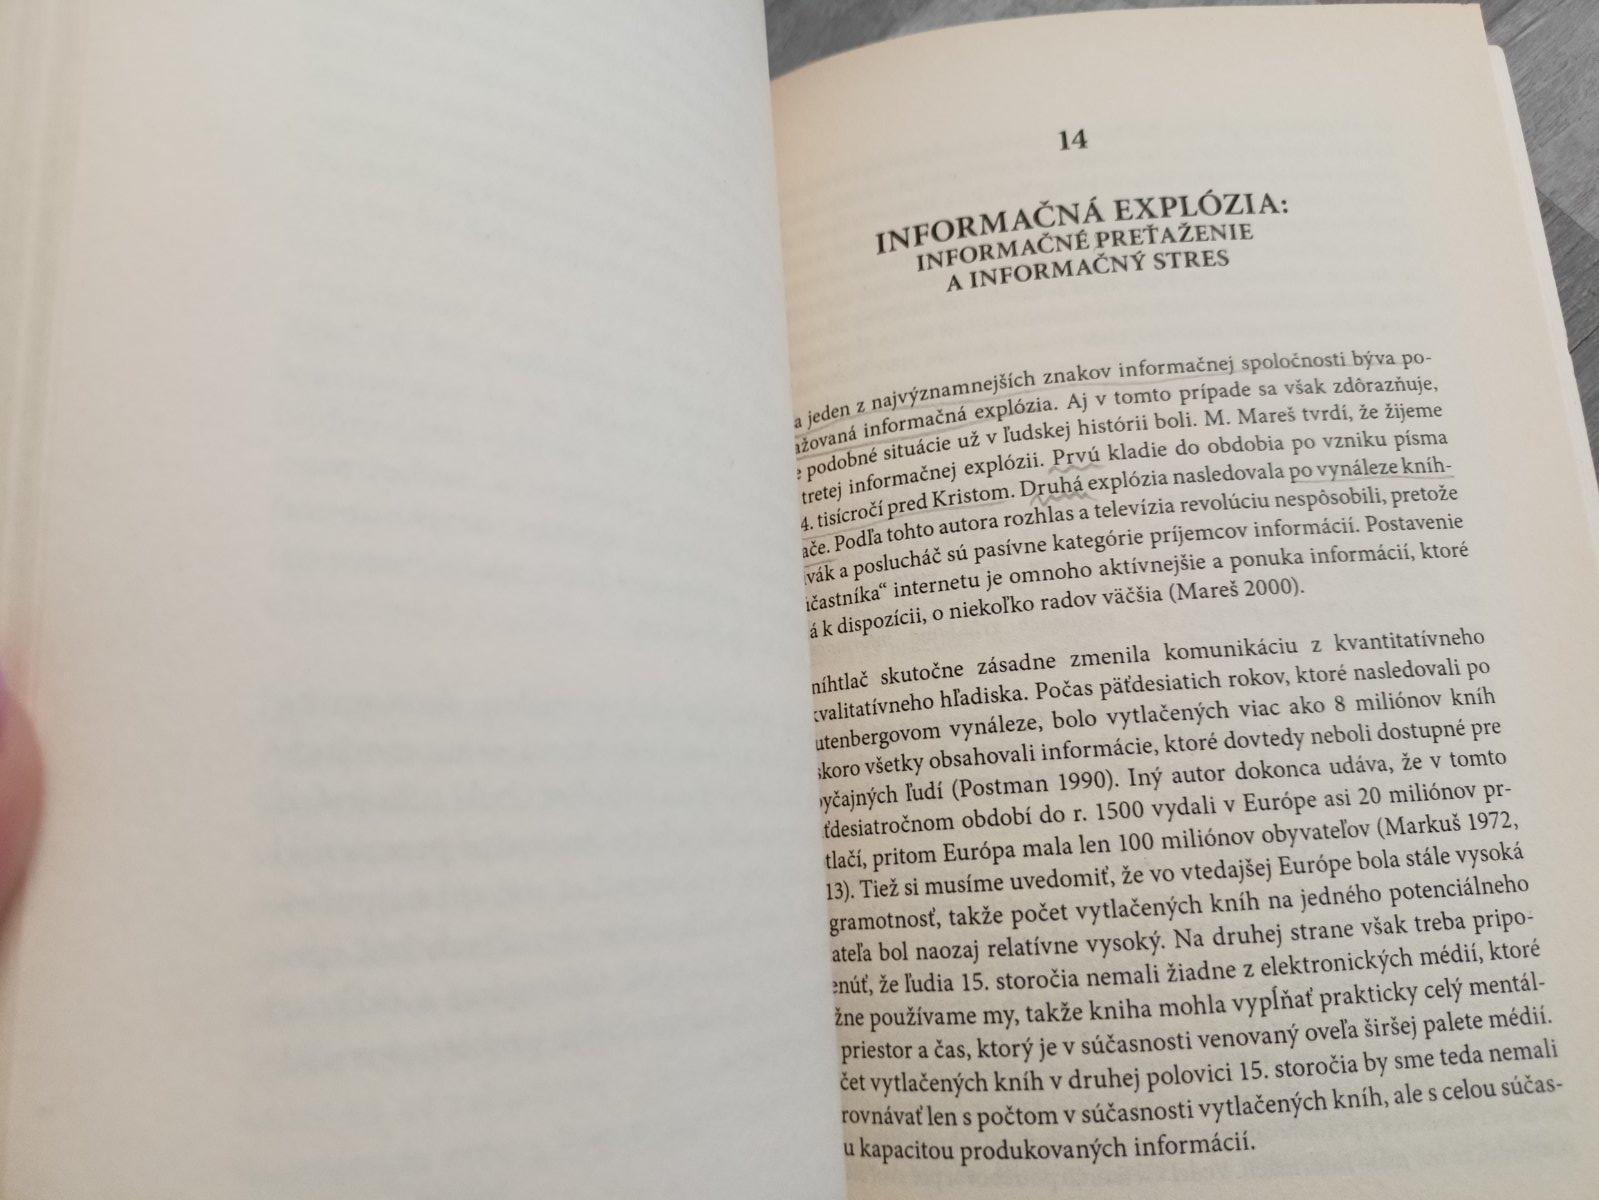 14
INFORMAČNÁ EXPLÓZIA:
INFORMAČNÉ PREŤAŽENIE
A INFORMAČNÝ STRES
a jeden z najvýznamnejších znakov informačnej spoločnosti býva po-
ažovaná informačná explózia. Aj v tomto prípade sa však zdôrazňuje,
e podobné situácie už v ľudskej histórii boli. M. Mareš tvrdí, že žijeme
tretej informačnej explózii. Prvú kladie do obdobia po vzniku písma
4. tisícročí pred Kristom. Druhá explózia nasledovala po vynáleze kníh-
ače. Podľa tohto autora rozhlas a televízia revolúciu nespôsobili, pretože
ivák a poslucháč sú pasívne kategórie príjemcov informácií. Postavenie
účastníka“ internetu je omnoho aktívnejšie a ponuka informácií, ktoré
á k dispozícii, o niekoľko radov väčšia (Mareš 2000).
níhtlač skutočne zásadne zmenila komunikáciu z kvantitatívneho
kvalitatívneho hľadiska. Počas päťdesiatich rokov, ktoré nasledovali po
utenbergovom vynáleze, bolo vytlačených viac ako 8 miliónov kníh
skoro všetky obsahovali informácie, ktoré dovtedy neboli dostupné pre
yčajných ľudí (Postman 1990). Iný autor dokonca udáva, že v tomto
ťdesiatročnom období do r. 1500 vydali v Európe asi 20 miliónov pr-
tlačí, pritom Európa mala len 100 miliónov obyvateľov (Markuš 1972,
13). Tiež si musíme uvedomiť, že vo vtedajšej Európe bola stále vysoká
gramotnosť, takže počet vytlačených kníh na jedného potenciálneho
ateľa bol naozaj relatívne vysoký. Na druhej strane však treba pripo-
enúť, že ľudia 15. storočia nemali žiadne z elektronických médií, ktoré
žne používame my, takže kniha mohla vypĺňať prakticky celý mentál-
priestor a čas, ktorý je v súčasnosti venovaný oveľa širšej palete médií.
čet vytlačených kníh v druhej polovici 15. storočia by sme teda nemali
rovnávať len s počtom v súčasnosti vytlačených kníh, ale s celou súčas-
u kapacitou produkovaných informácií.